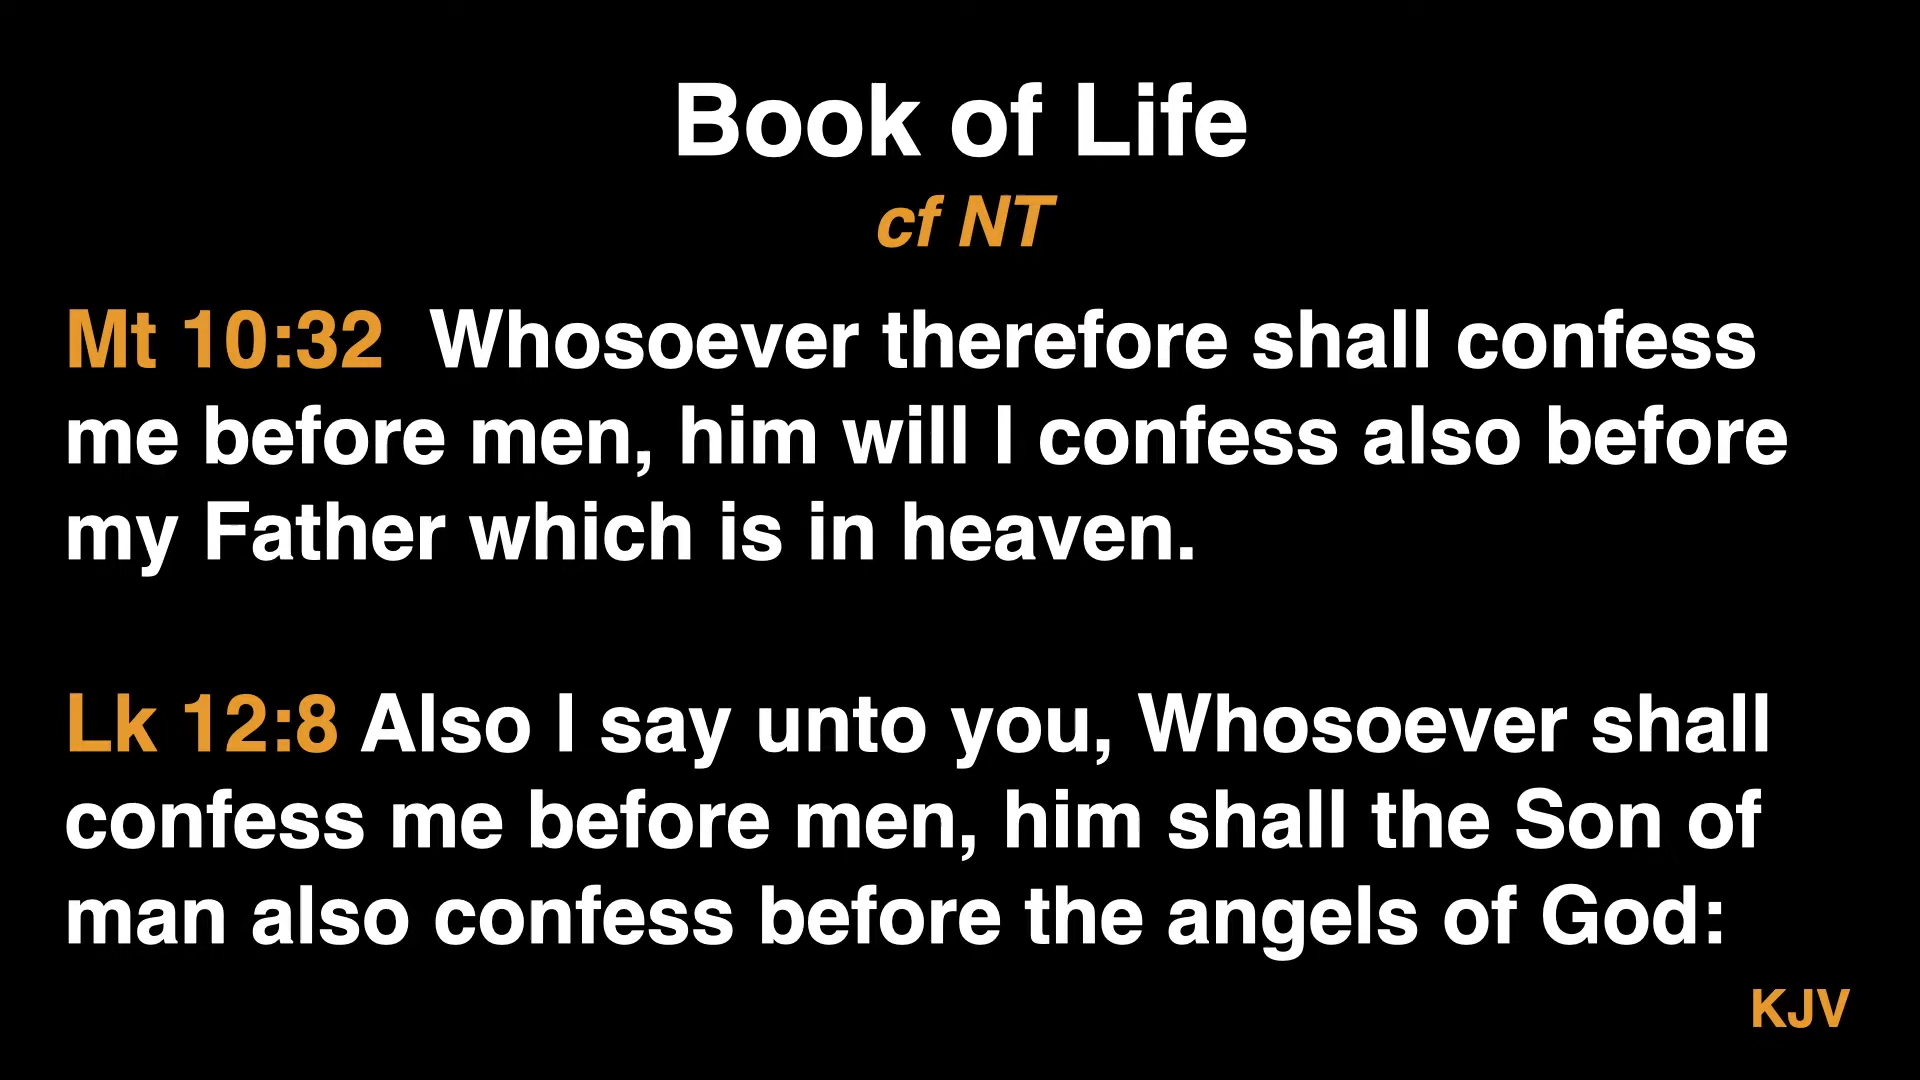 Book of Life
cf NT
Mt 10:32  Whosoever therefore shall confess
me before men, him will I confess also before
my Father which is in heaven.
Lk 12:8 Also I say unto you, Whosoever shall
confess me before men, him shall the Son of
man also confess before the angels of God:
KJV